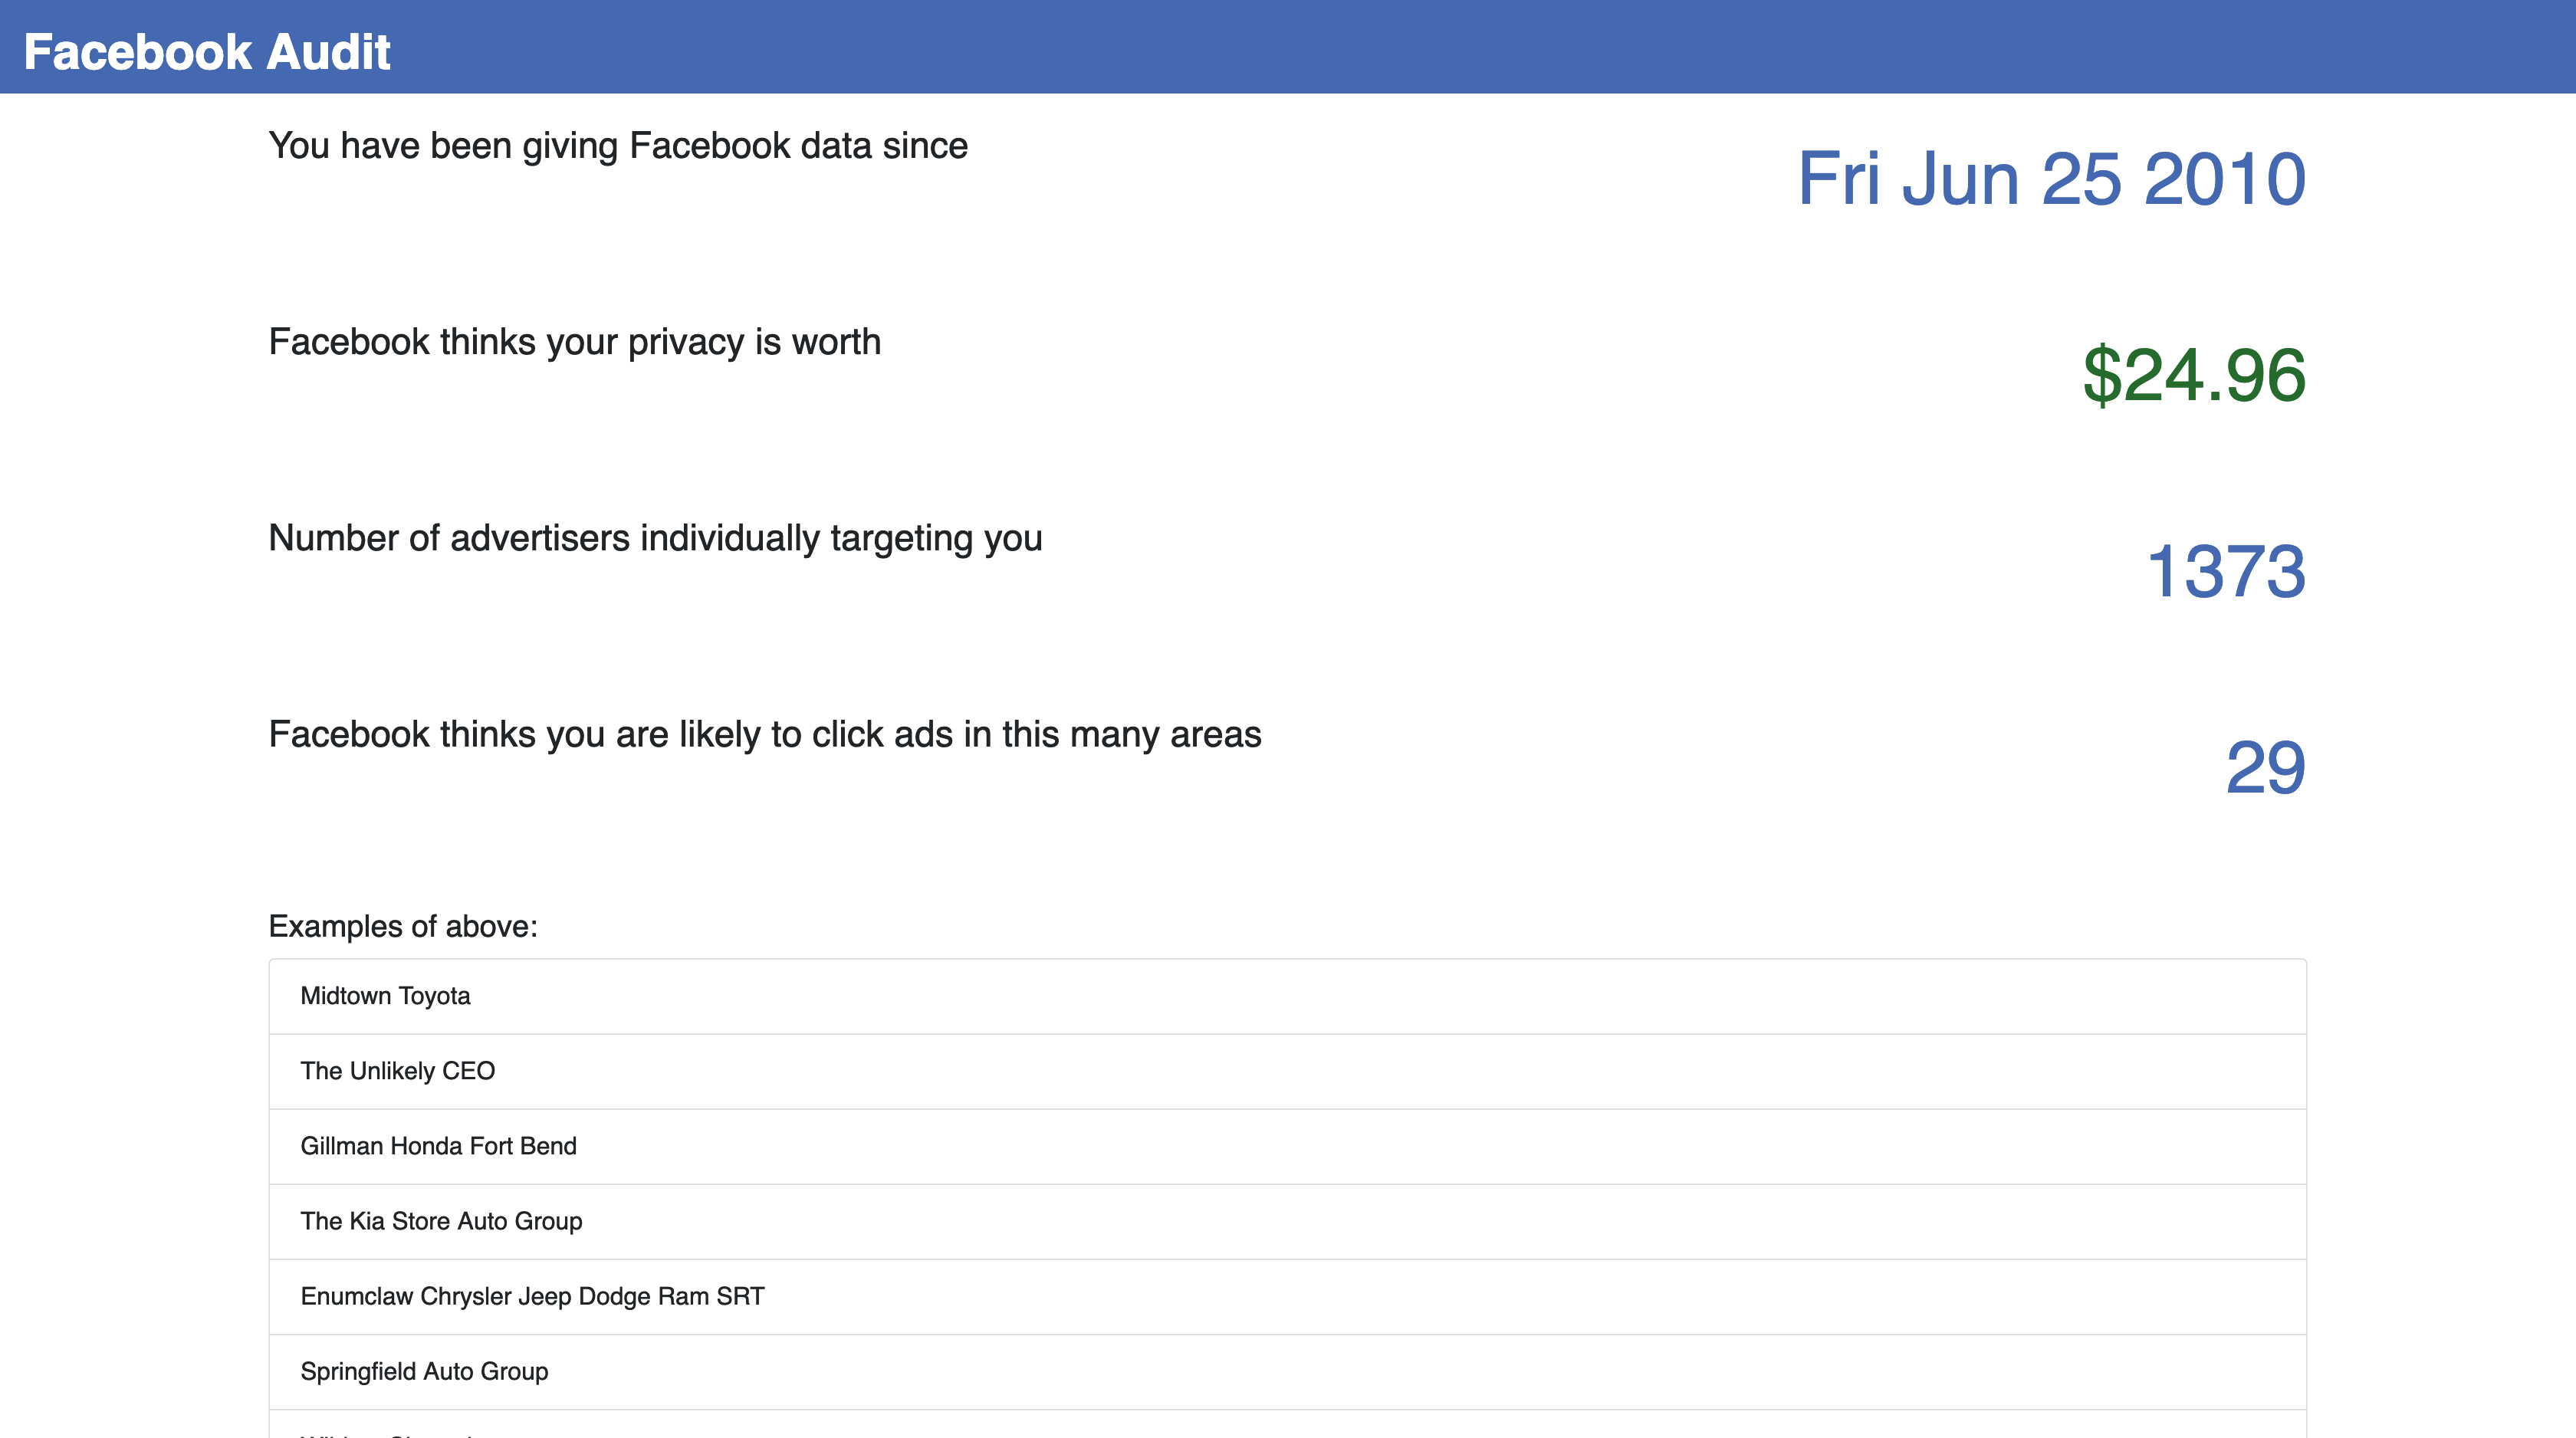 Facebook Audit
You have been giving Facebook data since
Fri Jun 25 2010
Facebook thinks your privacy is worth
$24.96
Number of advertisers individually targeting you
1373
Facebook thinks you are likely to click ads in this many areas
29
Examples of above:
Midtown Toyota
The Unlikely CEO
Gillman Honda Fort Bend
The Kia Store Auto Group
Enumclaw Chrysler Jeep Dodge Ram SRT
Springfield Auto Group